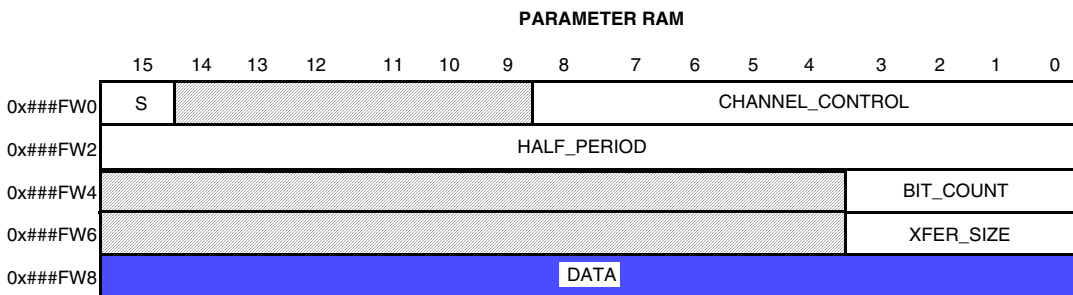 PARAMETER RAM
15 14 13 12 11 10 9 8 7 6 5 4 3 2 1 0
0x###FW0 S CHANNEL_CONTROL
0x###FW2 HALF_PERIOD
0x###FW4 BIT_COUNT
0x###FW6 XFER_SIZE
0x###FW8 DATA